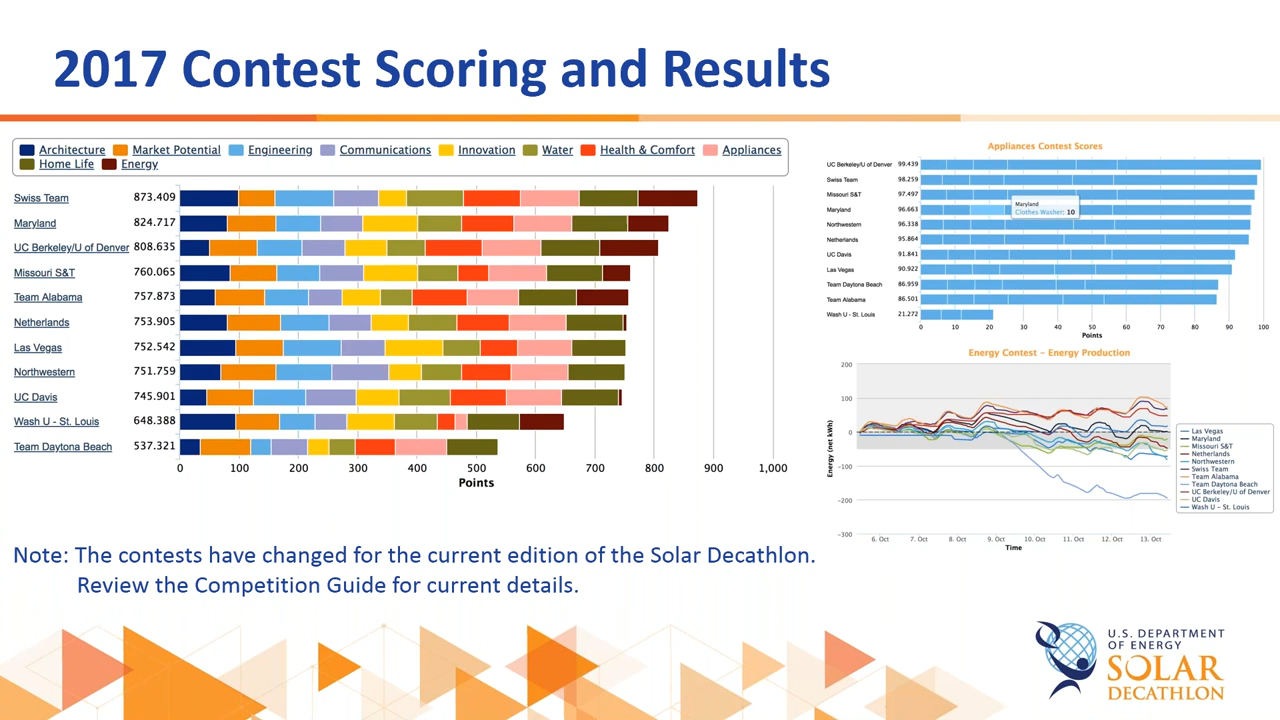 2017 Contest Scoring and Results
Architecture Market Potential Engineering Communications Innovation Water Health & Comfort Appliances
Home Life Energy
Swiss Team 873.409
Maryland 824.717
UC Berkeley/U of Denver 808.635
Missouri S&T 760.065
Team Alabama 757.873
Netherlands 753.905
Las Vegas 752.542
Northwestern 751.759
UC Davis 745.901
Wash U - St. Louis 648.388
Team Daytona Beach 537.321
0 100 200 300 400 500 600 700 800 900 1,000
Points
Appliances Contest Scores
UC Berkeley/U of Denver 99.439
Swiss Team 98.259
Missouri S&T 97.497
Maryland 96.663
Northwestern 96.338
Netherlands 95.864
UC Davis 91.841
Las Vegas 90.922
Team Daytona Beach 86.959
Team Alabama 86.501
Wash U - St. Louis 21.272
Maryland
Clothes Washer: 10
0 10 20 30 40 50 60 70 80 90 100
Points
Energy Contest – Energy Production
Energy (net kWh)
200
100
0
-100
-200
-300
6. Oct 7. Oct 8. Oct 9. Oct 10. Oct 11. Oct 12. Oct 13. Oct
Time
Las Vegas
Maryland
Missouri S&T
Netherlands
Northwestern
Swiss Team
Team Alabama
Team Daytona Beach
UC Berkeley/U of Denver
UC Davis
Wash U - St. Louis
Note: The contests have changed for the current edition of the Solar Decathlon.
Review the Competition Guide for current details.
U.S. DEPARTMENT
OF ENERGY
SOLAR
DECATHLON